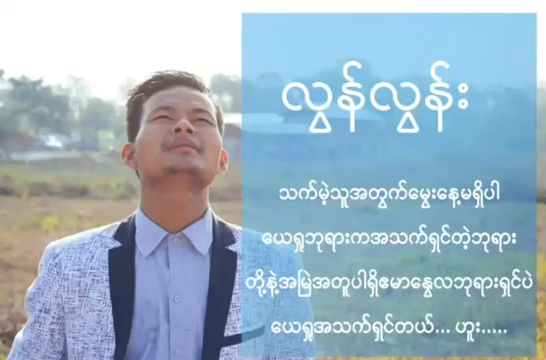 လွန်လွန်း
သက်မဲ့သူအတွက်မွေးနေ့မရှိပါ
ယေရှုဘုရားကအသက်ရှင်တဲ့ဘုရား
တို့နဲ့အမြဲအတူပါရှိဧမာနွေလဘုရားရှင်ပဲ
ယေရှုအသက်ရှင်တယ်... ဟူး.....